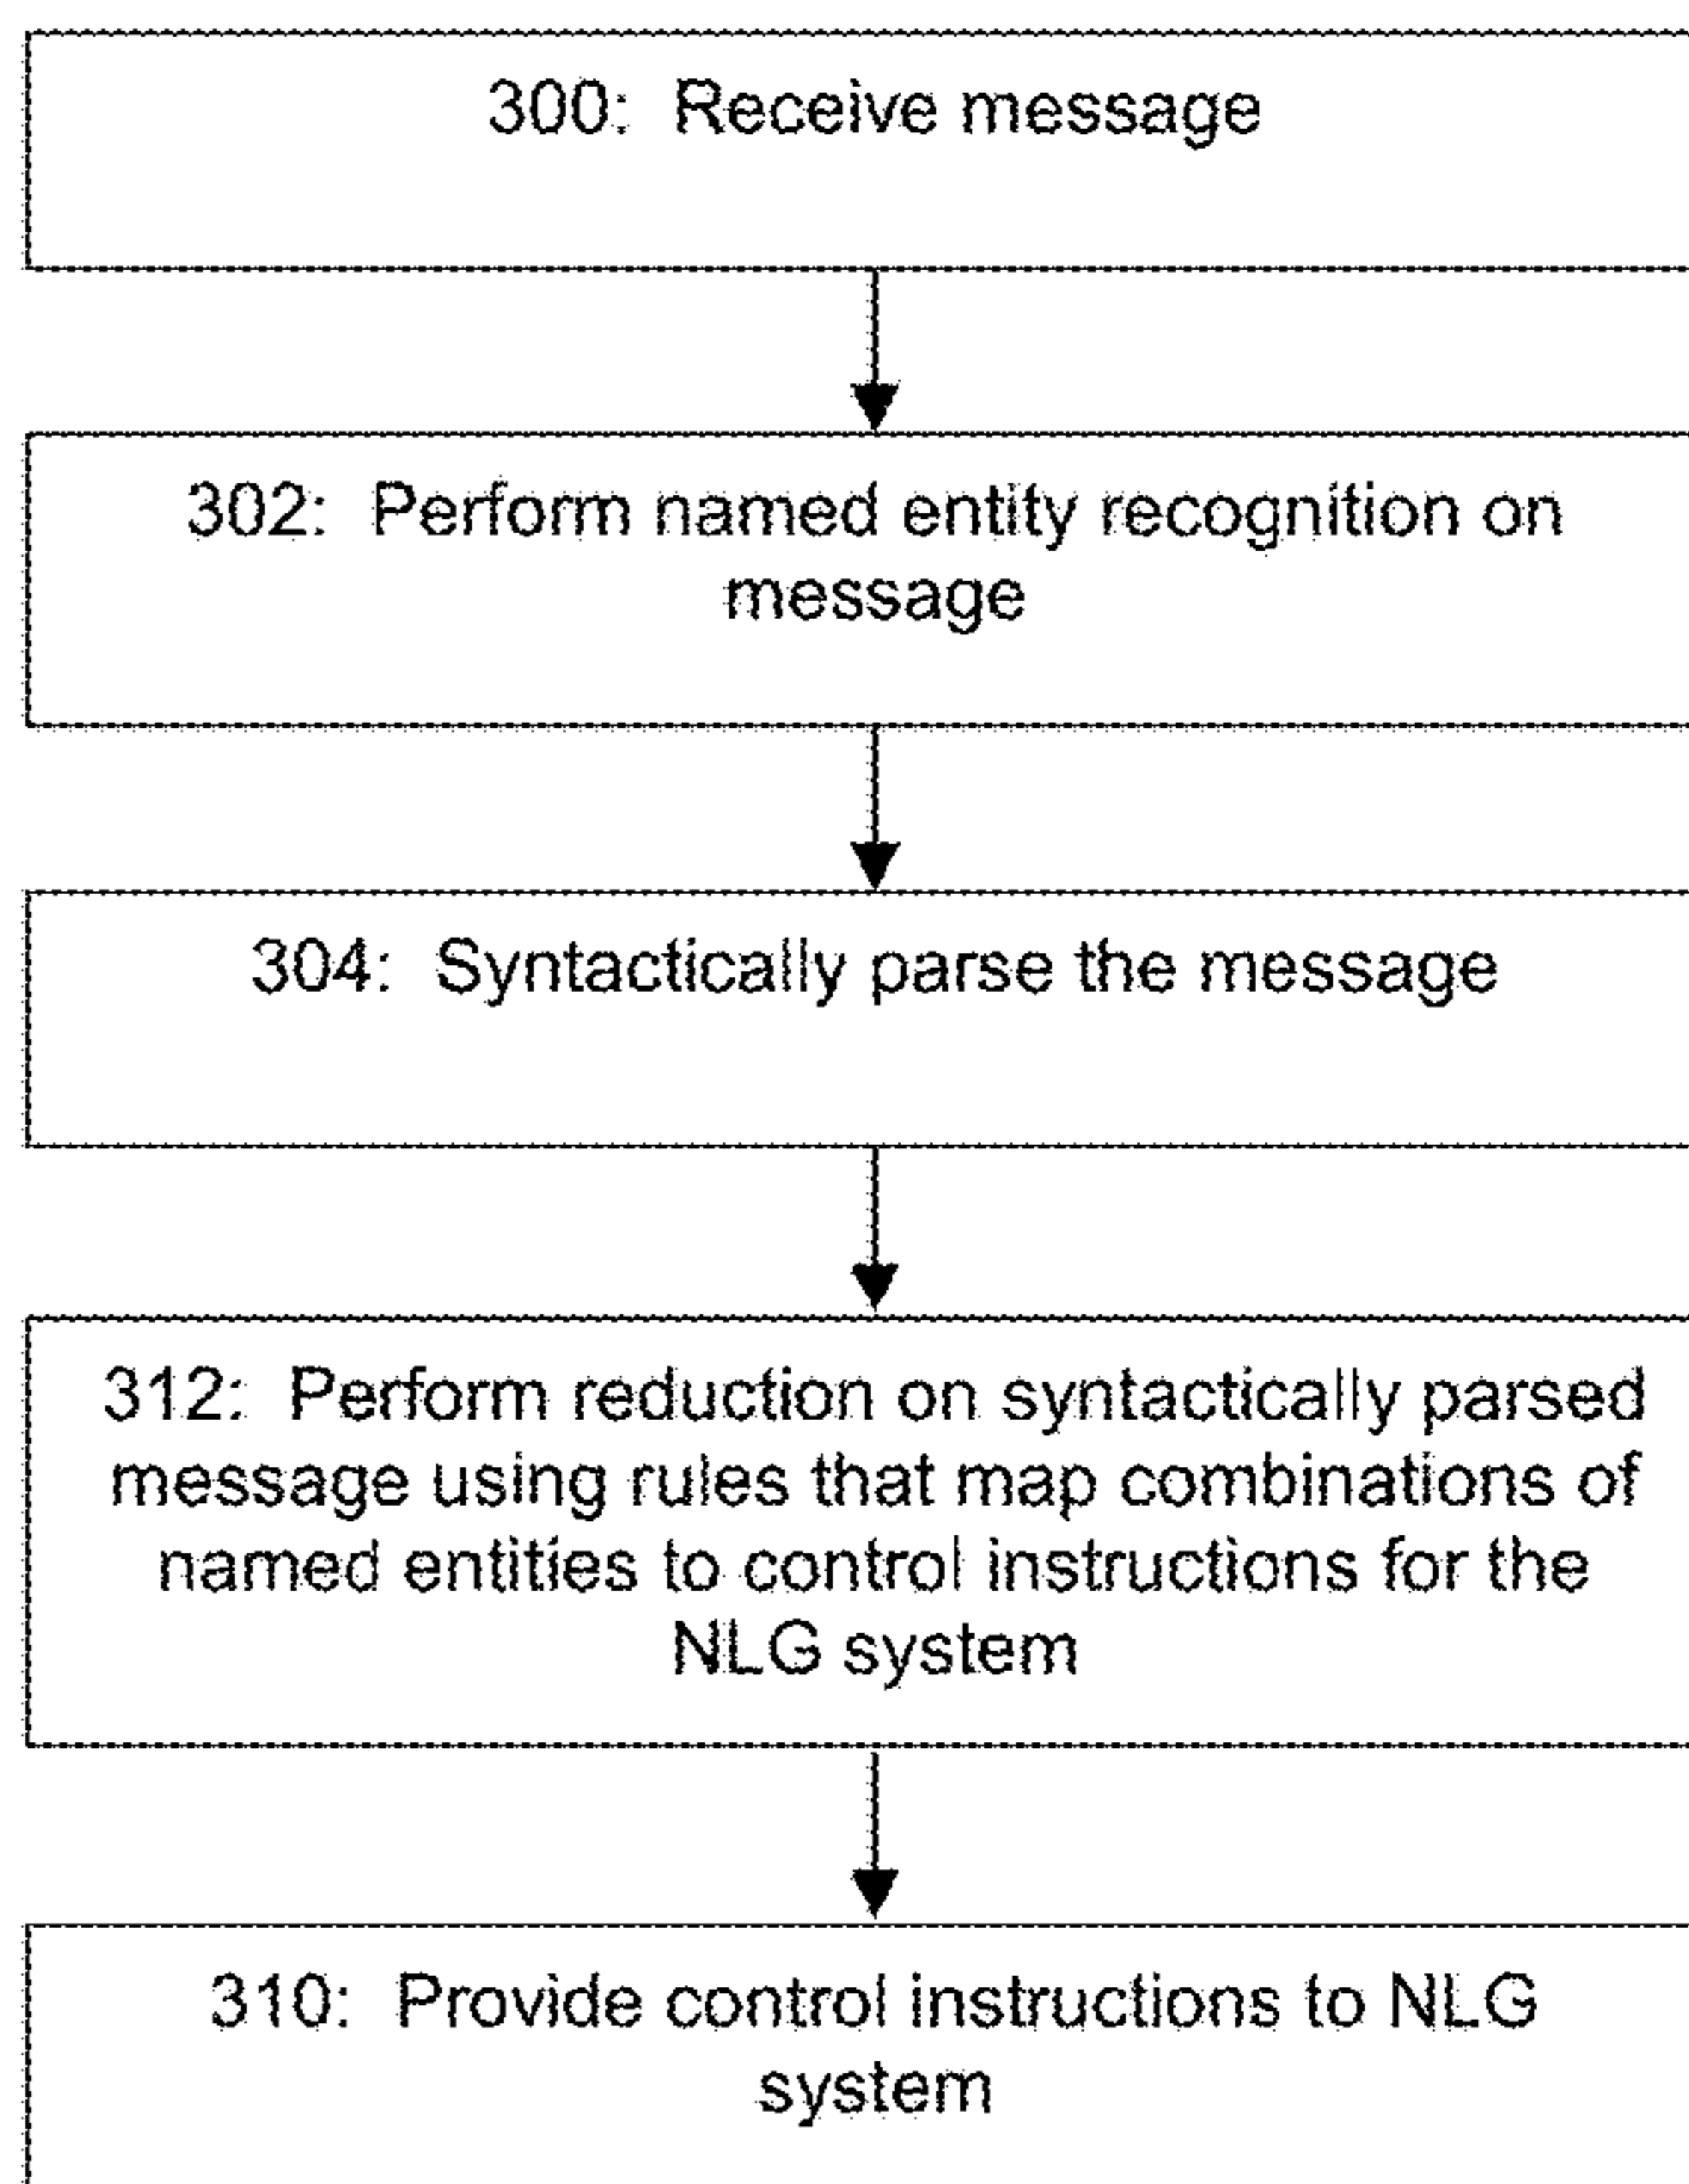 300: Receive message
302: Perform named entity recognition on
message
304: Syntactically parse the message
312: Perform reduction on syntactically parsed
message using rules that map combinations of
named entities to control instructions for the
NLG system
310: Provide control instructions to NLG
system